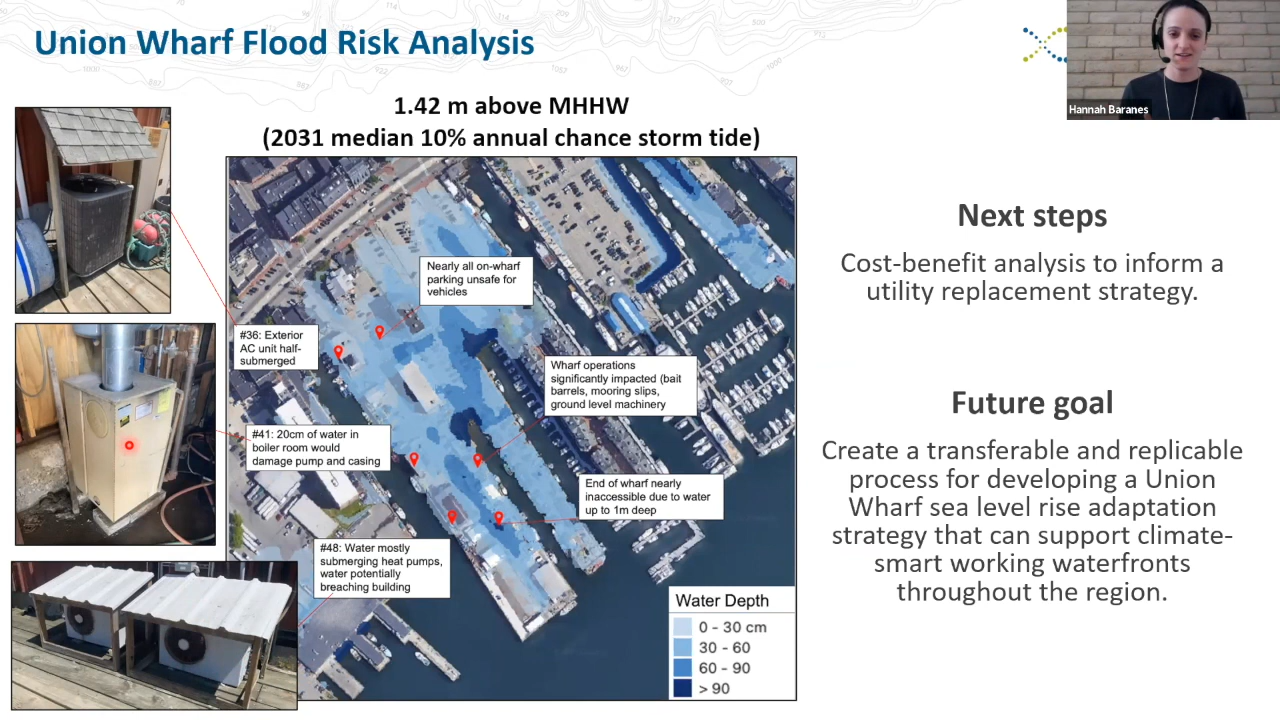 Union Wharf Flood Risk Analysis
Hannah Baranes
1.42 m above MHHW
(2031 median 10% annual chance storm tide)
Nearly all on-wharf
parking unsafe for
vehicles
#36: Exterior
AC unit half-
submerged
Wharf operations
significantly impacted (bait
barrels, mooring slips,
ground level machinery
#41: 20cm of water in
boiler room would
damage pump and casing
End of wharf nearly
inaccessible due to water
up to 1m deep
#48: Water mostly
submerging heat pumps,
water potentially
breaching building
Water Depth
0 - 30 cm
30 - 60
60 - 90
> 90
Next steps
Cost-benefit analysis to inform a
utility replacement strategy.
Future goal
Create a transferable and replicable
process for developing a Union
Wharf sea level rise adaptation
strategy that can support climate-
smart working waterfronts
throughout the region.